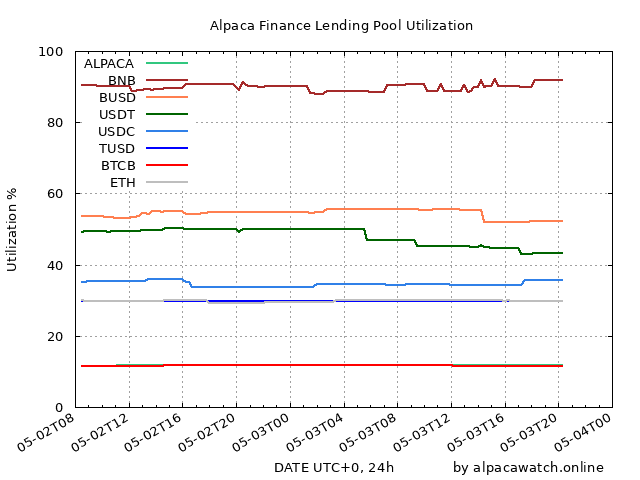 Alpaca Finance Lending Pool Utilization
100
80
60
40
20
0
Utilization %
ALPACA
BNB
BUSD
USDT
USDC
TUSD
BTCB
ETH
05-02T08
05-02T12
05-02T16
05-02T20
05-03T00
05-03T04
05-03T08
05-03T12
05-03T16
05-03T20
05-04T00
DATE UTC+0, 24h
by alpacawatch.online